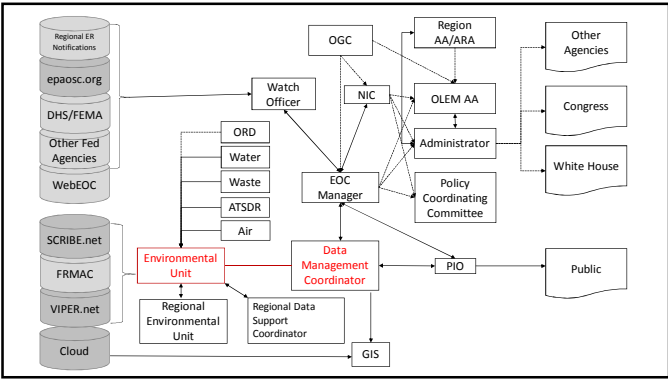 Regional ER
Notifications
epaosc.org
DHS/FEMA
Other Fed
Agencies
WebEOC
SCRIBE.net
FRMAC
VIPER.net
Cloud
Watch
Officer
ORD
Water
Waste
ATSDR
Air
Environmental
Unit
Regional
Environmental
Unit
Regional Data
Support
Coordinator
OGC
NIC
EOC
Manager
Data
Management
Coordinator
GIS
Region
AA/ARA
OLEM AA
Administrator
Policy
Coordinating
Committee
PIO
Other
Agencies
Congress
White House
Public